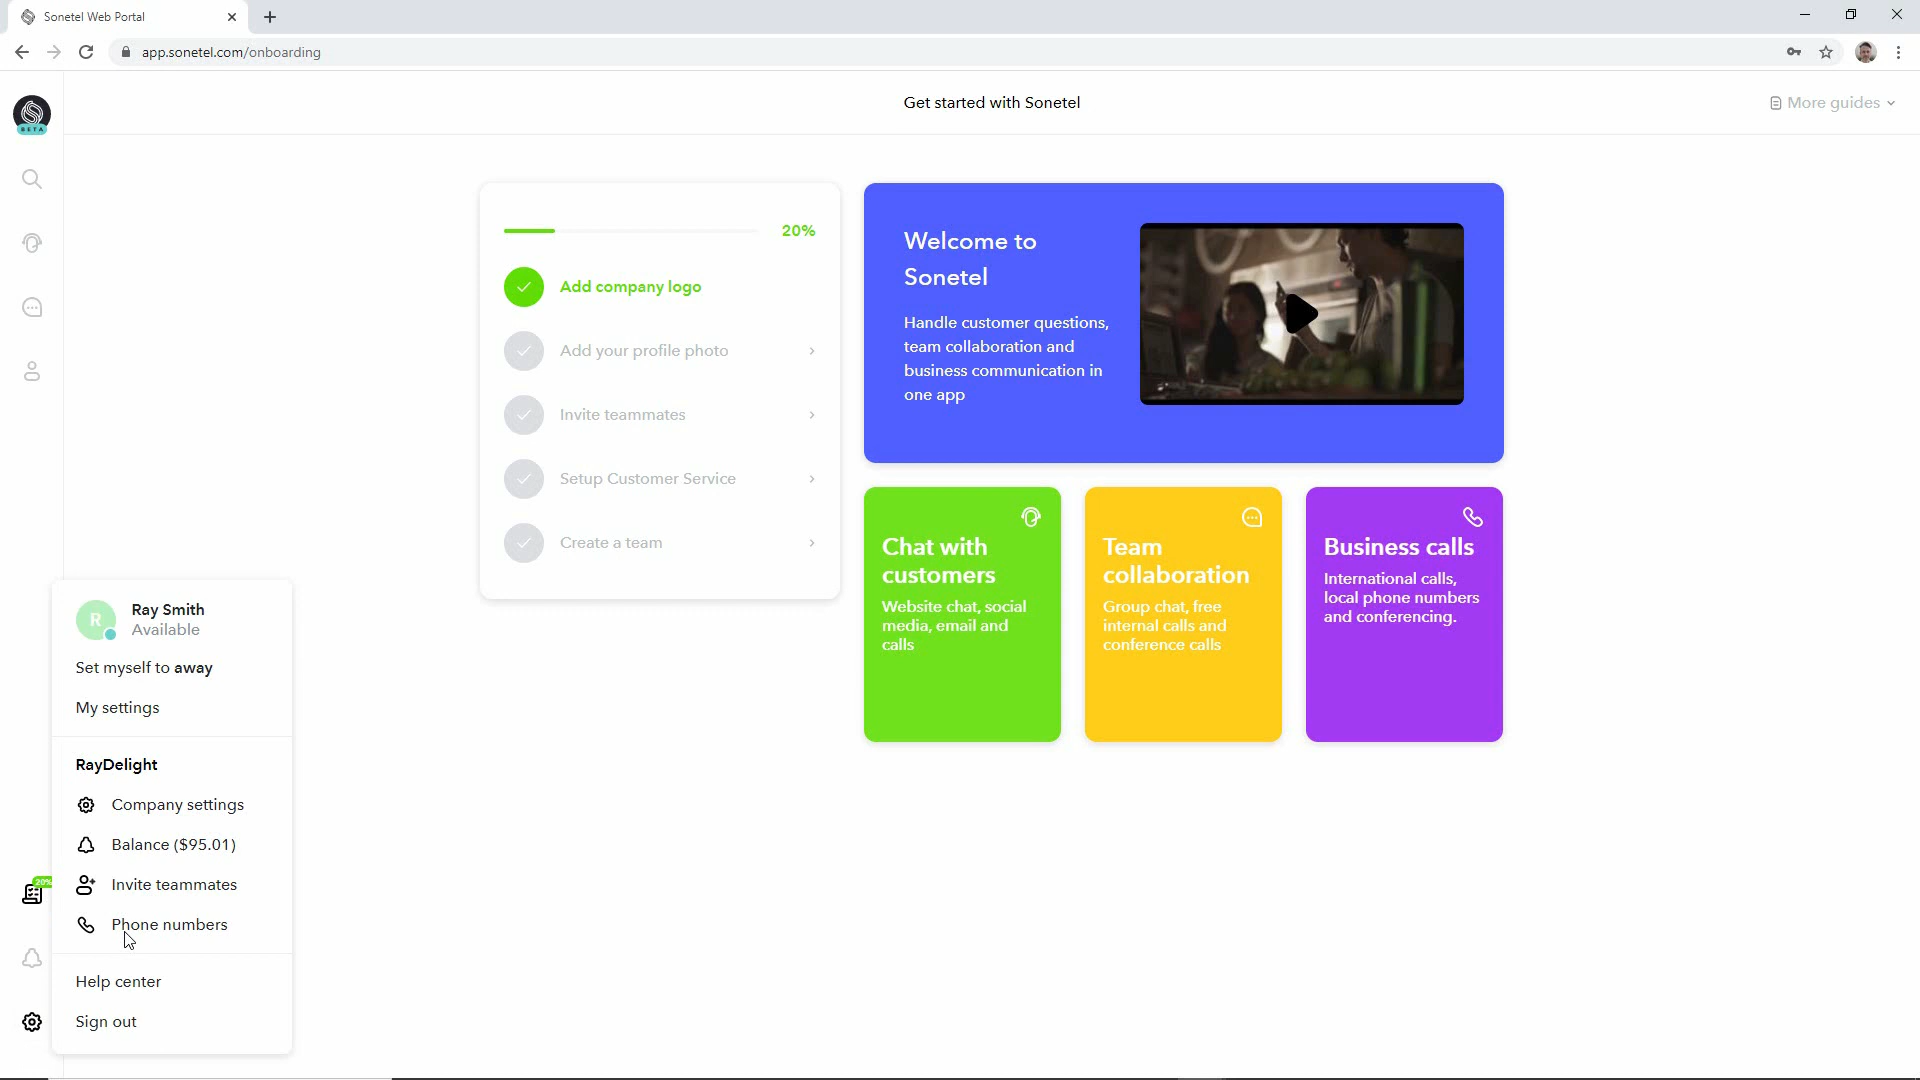 Sonetel Web Portal
app.sonetel.com/onboarding
BETA
Get started with Sonetel
More guides
20%
Add company logo
Add your profile photo
Invite teammates
Setup Customer Service
Create a team
Welcome to
Sonetel
Handle customer questions,
team collaboration and
business communication in
one app
Chat with
customers
Website chat, social
media, email and
calls
Team
collaboration
Group chat, free
internal calls and
conference calls
Business calls
International calls,
local phone numbers
and conferencing.
R
Ray Smith
Available
Set myself to away
My settings
RayDelight
Company settings
Balance ($95.01)
Invite teammates
Phone numbers
Help center
Sign out
20%